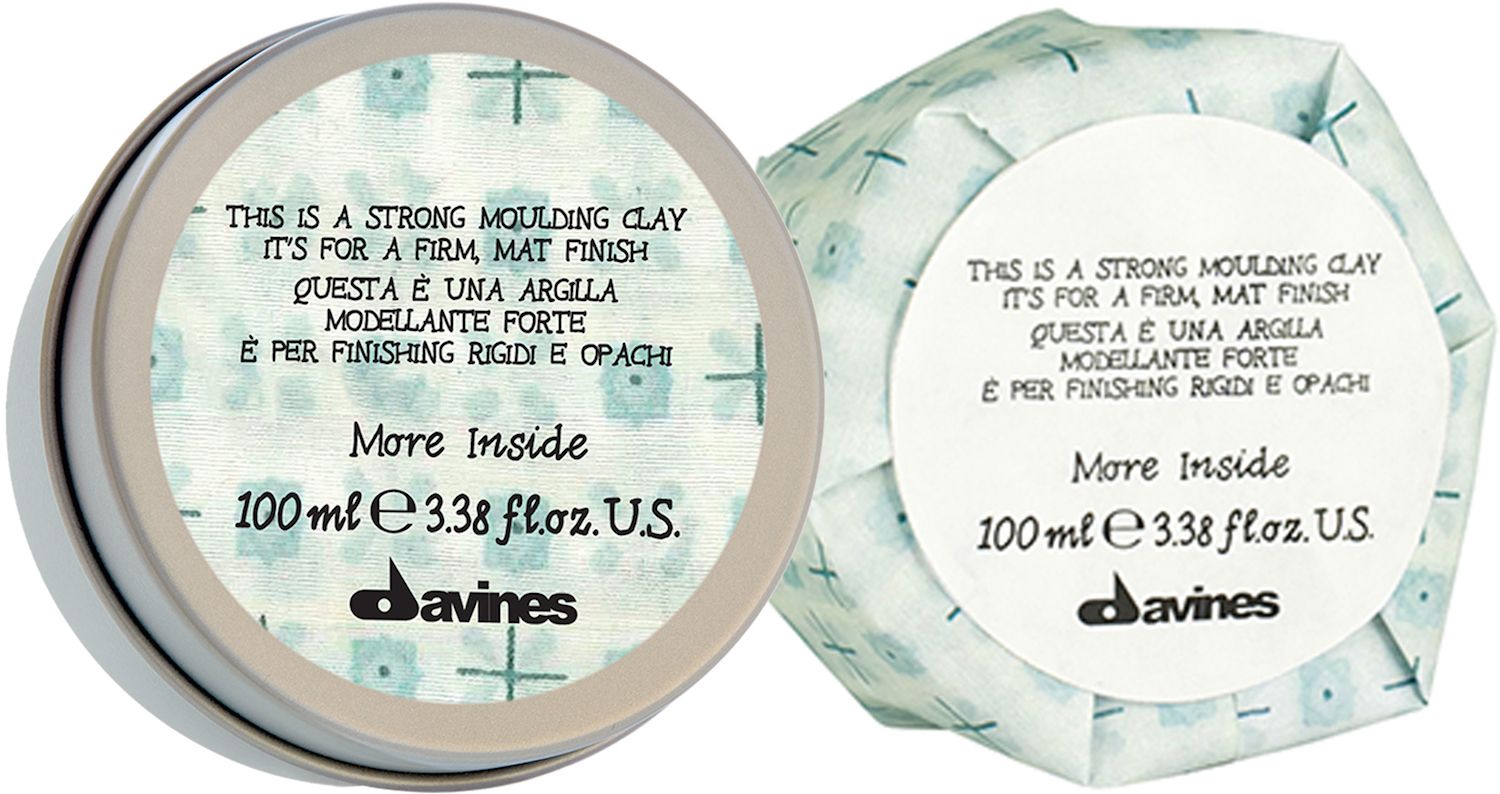 THIS IS A STRONG MOULDING CLAY
IT'S FOR A FIRM, MAT FINISH
QUESTA È UNA ARGILLA
MODELLANTE FORTE
È PER FINISHING RIGIDI E OPACHI
More Inside
100 ml ℮ 3.38 fl.oz. U.S.
davines
THIS IS A STRONG MOULDING CLAY
IT'S FOR A FIRM, MAT FINISH
QUESTA È UNA ARGILLA
MODELLANTE FORTE
È PER FINISHING RIGIDI E OPACHI
More Inside
100 ml ℮ 3.38 fl.oz. U.S.
davines